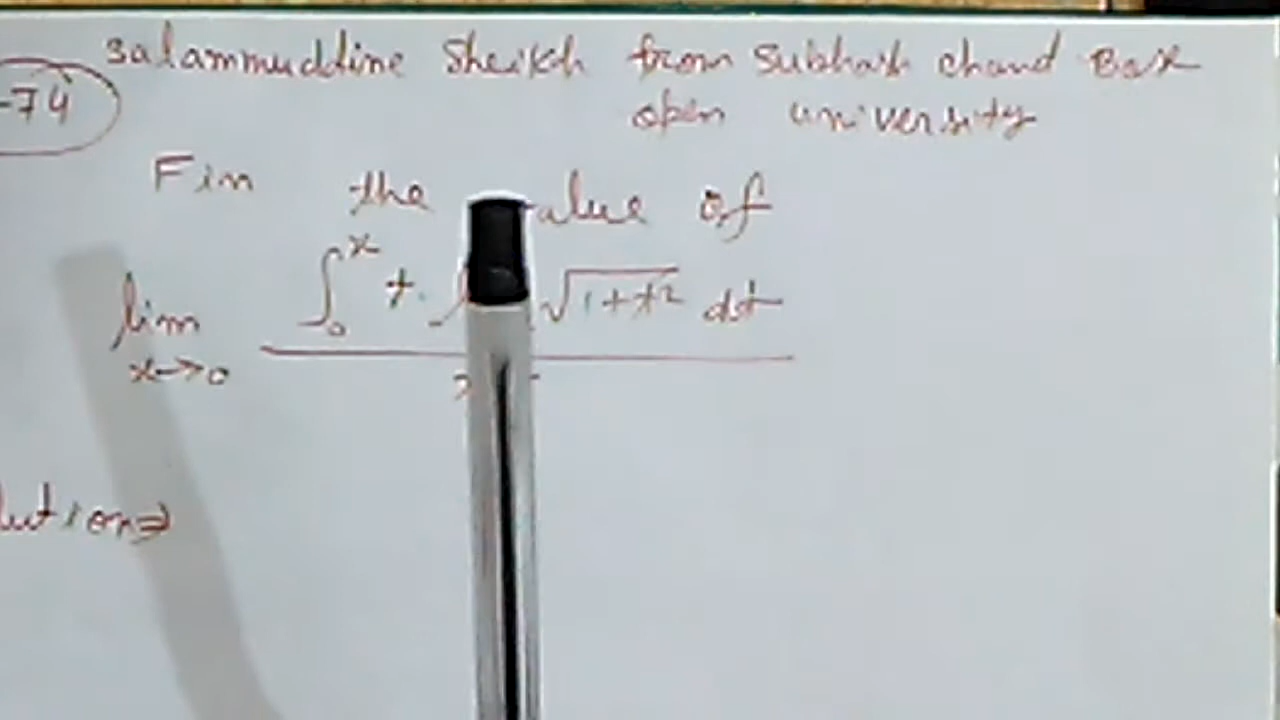 -74
Salammuddine Sheikh from Subhash chand Bose
open university
Fin the value of
lim x→0 ∫₀ˣ t. √1+t² dt
lution⇒